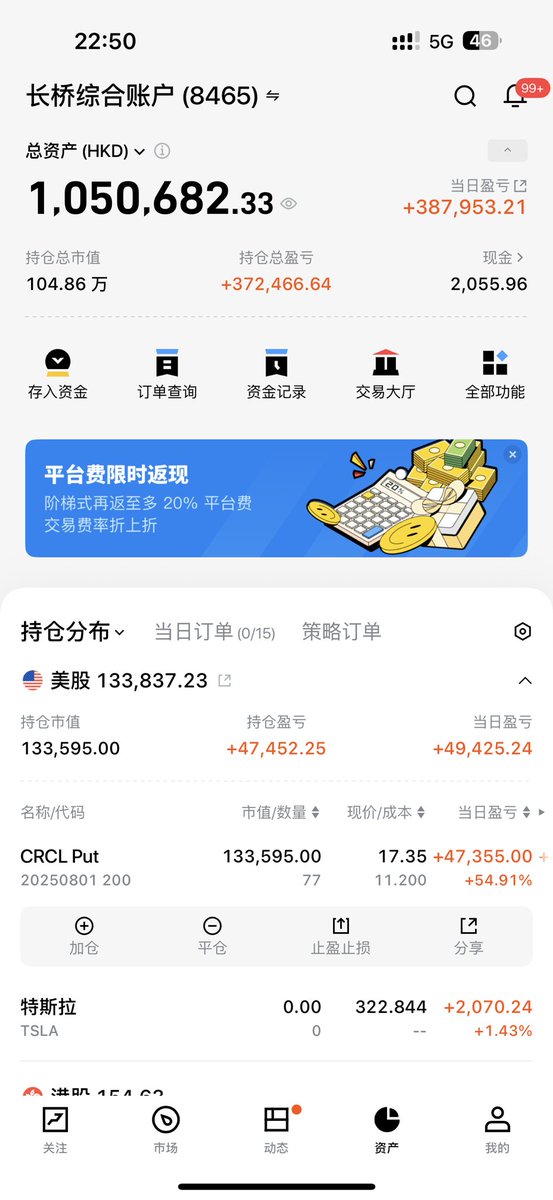 22:50 5G 46
长桥综合账户 (8465) 99+
总资产 (HKD)
当日盈亏
1,050,682.33
+387,953.21
持仓总市值 持仓总盈亏 现金
104.86 万 +372,466.64 2,055.96
存入资金 订单查询 资金记录 交易大厅 全部功能
平台费限时返现
阶梯式再返至多 20% 平台费
交易费率折上折
20%
持仓分布 当日订单 (0/15) 策略订单
美股 133,837.23
持仓市值 持仓盈亏 当日盈亏
133,595.00 +47,452.25 +49,425.24
名称/代码 市值/数量 现价/成本 当日盈亏
CRCL Put 133,595.00 17.35 +47,355.00 +
20250801 200 77 11.200 +54.91%
加仓 平仓 止盈止损 分享
特斯拉 0.00 322.844 +2,070.24
TSLA 0 -- +1.43%
港股 154.62
关注 市场 动态 资产 我的